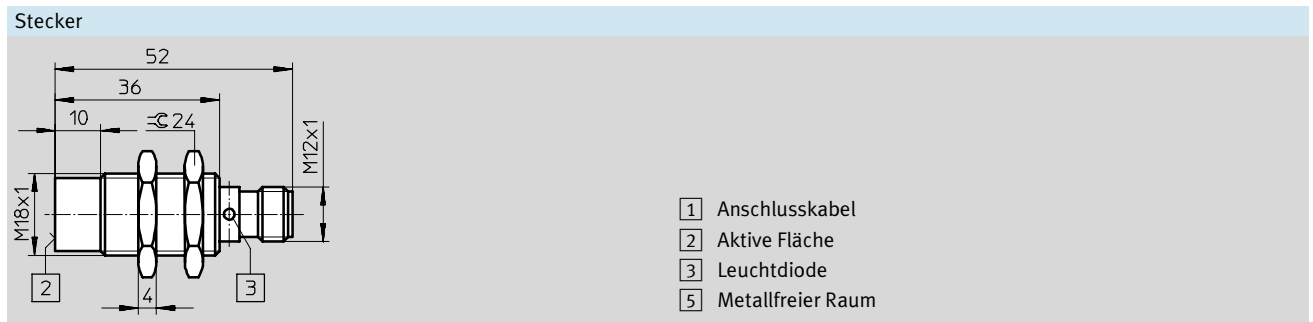 Stecker
52
36
10
24
M12x1
M18x1
2
4
3
1 Anschlusskabel
2 Aktive Fläche
3 Leuchtdiode
5 Metallfreier Raum